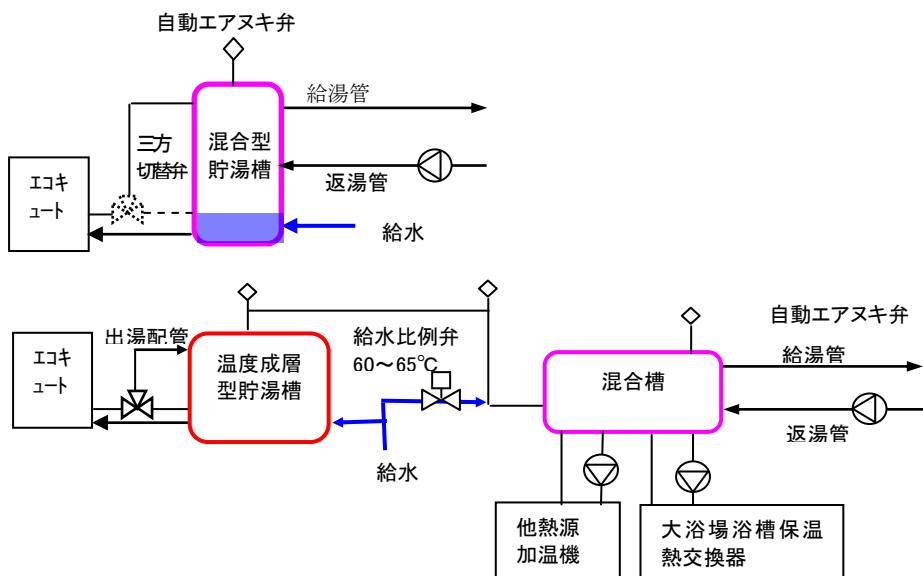 自動エアヌキ弁
給湯管
三方
切替弁
混合型
貯湯槽
返湯管
エコキ
ュート
給水
出湯配管
エコキ
ュート
温度成層
型貯湯槽
給水比例弁
60～65℃
給水
自動エアヌキ弁
混合槽
給湯管
返湯管
他熱源
加温機
大浴場浴槽保温
熱交換器